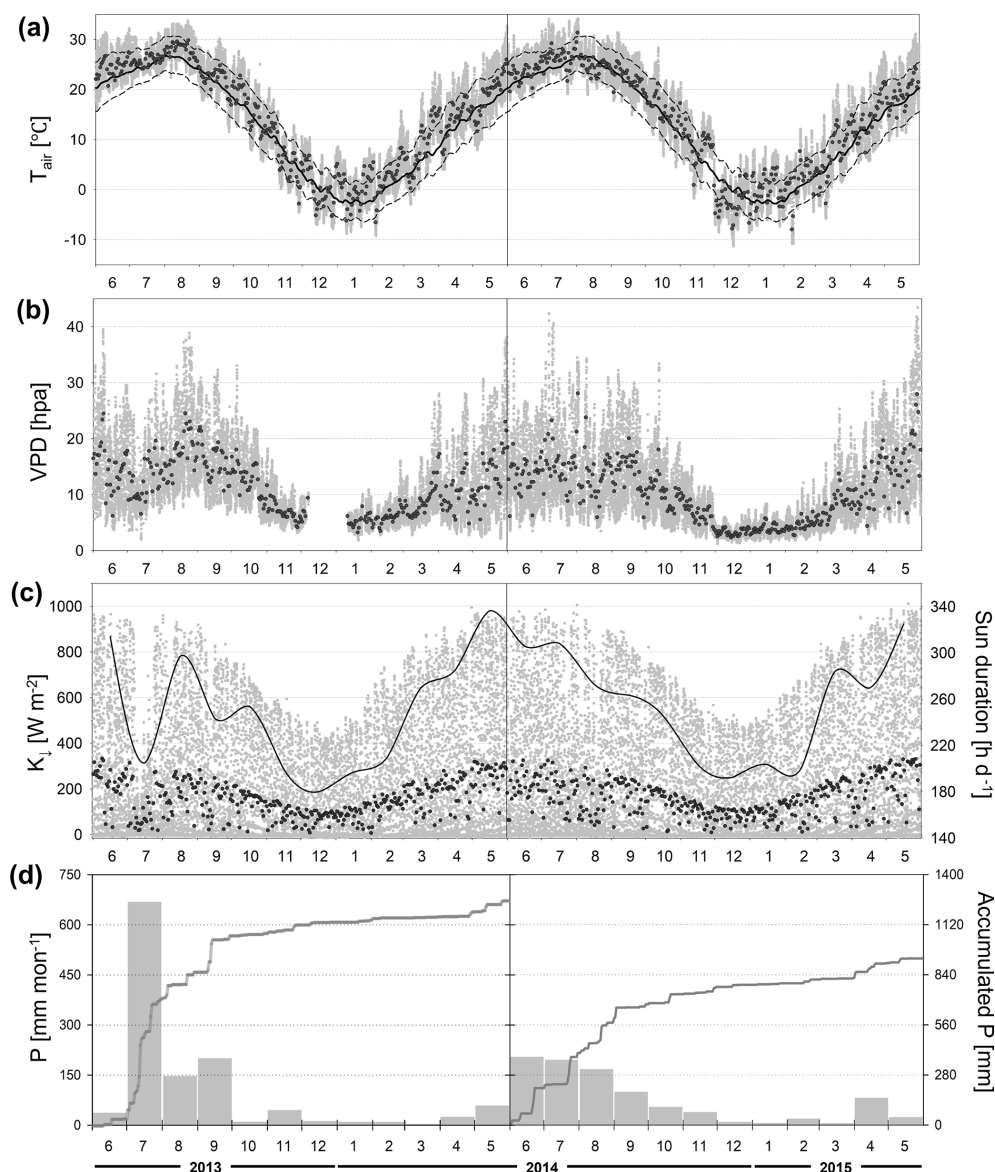 (a)
30
20
10
0
-10
T air [°C]
6 7 8 9 10 11 12 1 2 3 4 5 6 7 8 9 10 11 12 1 2 3 4 5
(b)
40
30
20
10
0
VPD [hpa]
6 7 8 9 10 11 12 1 2 3 4 5 6 7 8 9 10 11 12 1 2 3 4 5
(c)
1000
800
600
400
200
0
K↓ [W m-2]
340
300
260
220
180
140
Sun duration [h d-1]
6 7 8 9 10 11 12 1 2 3 4 5 6 7 8 9 10 11 12 1 2 3 4 5
(d)
750
600
450
300
150
0
P [mm mon-1]
1400
1120
840
560
280
0
Accumulated P [mm]
6 7 8 9 10 11 12 1 2 3 4 5 6 7 8 9 10 11 12 1 2 3 4 5
2013 2014 2015